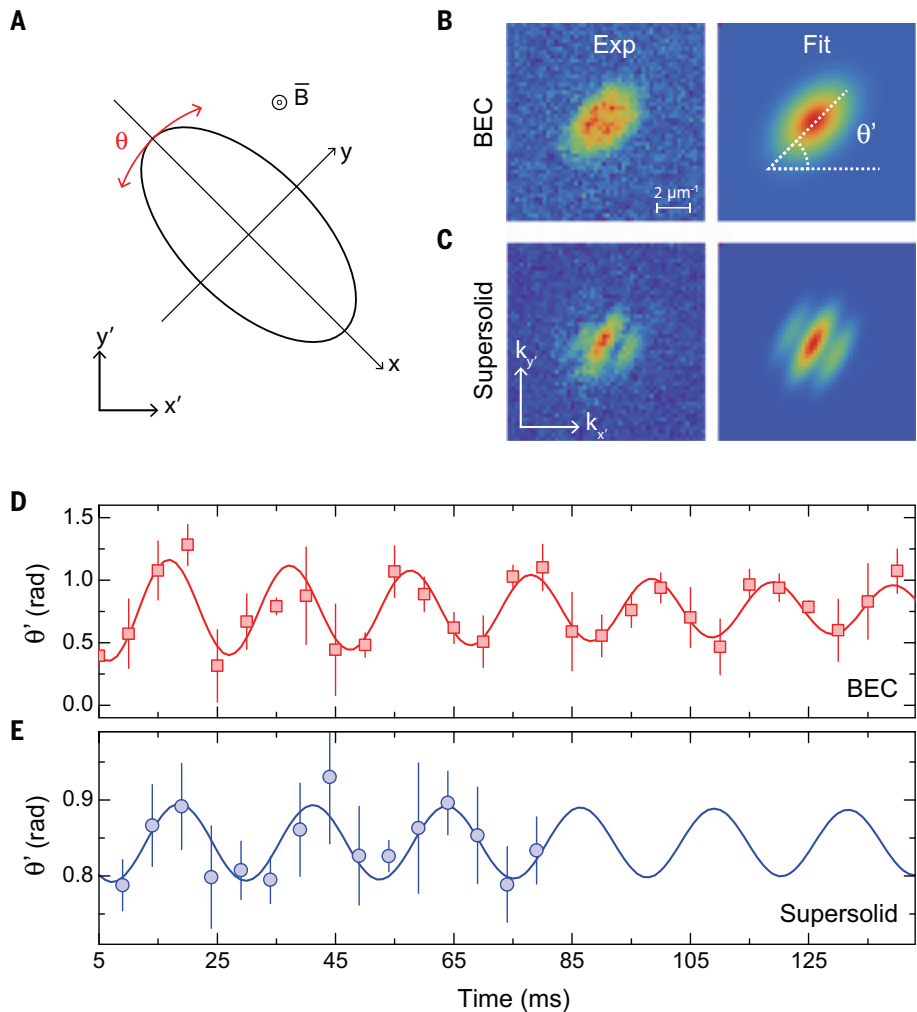 A
B
Exp
Fit
⊙ B̅
θ
y
BEC
θ'
2 μm⁻¹
C
x
y'
x'
Supersolid
k_y'
k_x'
D
1.5
1.0
0.5
0.0
θ' (rad)
BEC
E
0.9
0.8
θ' (rad)
Supersolid
5 25 45 65 85 105 125
Time (ms)